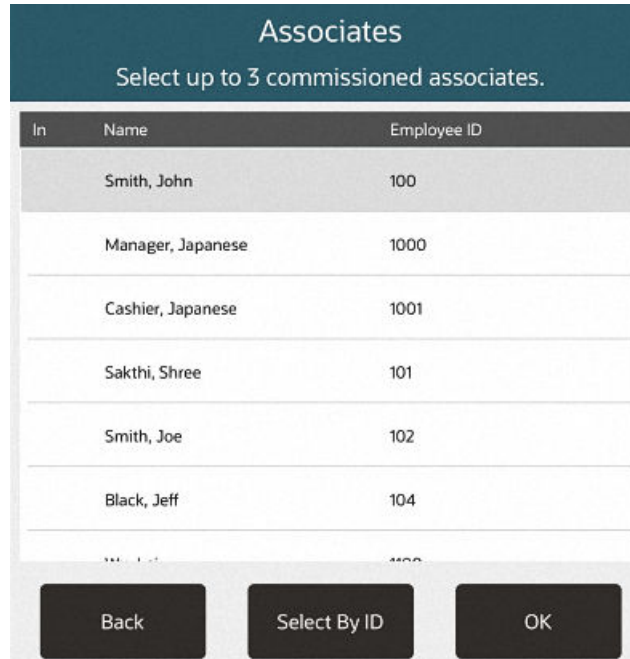 Associates
Select up to 3 commissioned associates.
In Name Employee ID
Smith, John 100
Manager, Japanese 1000
Cashier, Japanese 1001
Sakthi, Shree 101
Smith, Joe 102
Black, Jeff 104
Back Select By ID OK